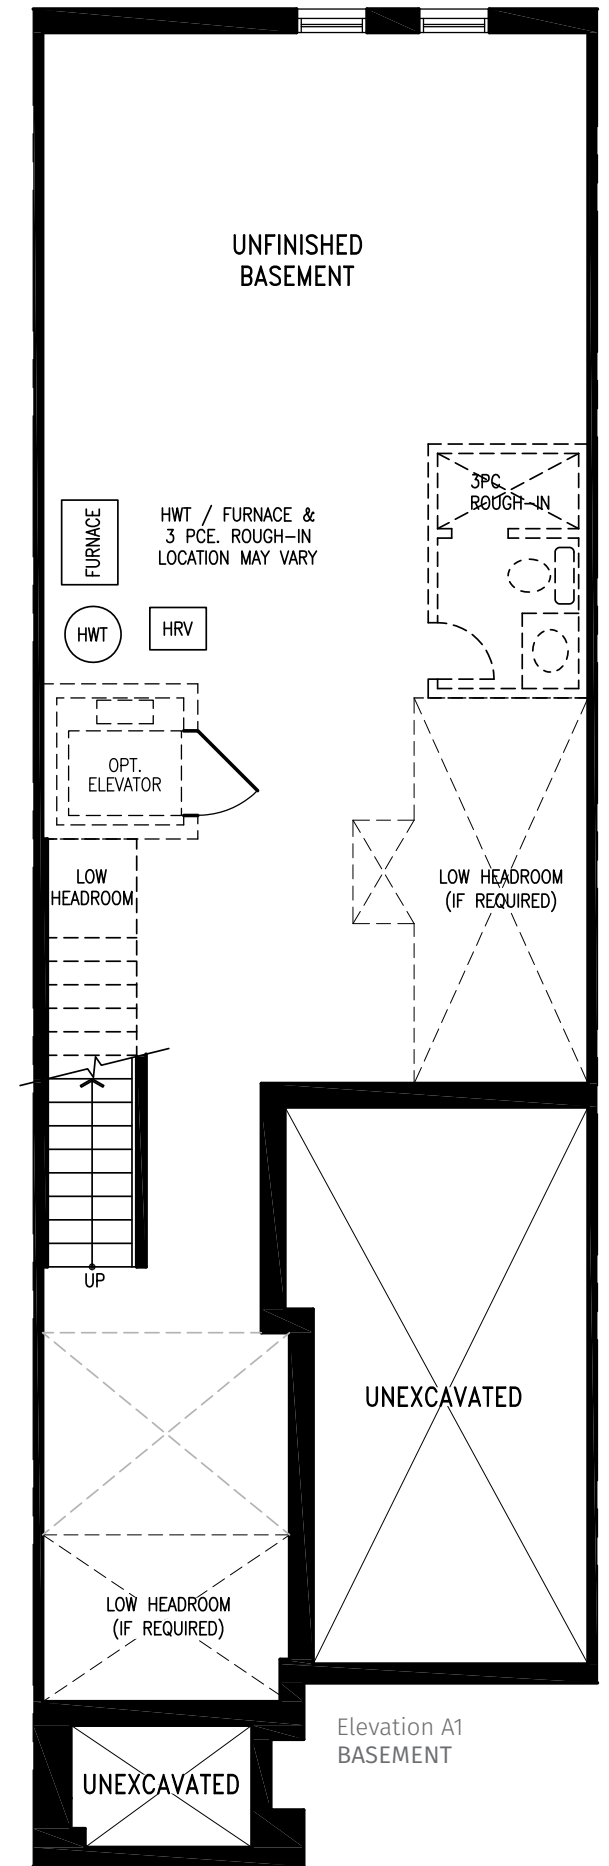 UNFINISHED
BASEMENT
3PC
ROUGH-IN
FURNACE
HWT / FURNACE &
3 PCE. ROUGH-IN
LOCATION MAY VARY
HWT
HRV
OPT.
ELEVATOR
LOW
HEADROOM
LOW HEADROOM
(IF REQUIRED)
UP
UNEXCAVATED
LOW HEADROOM
(IF REQUIRED)
Elevation A1
BASEMENT
UNEXCAVATED